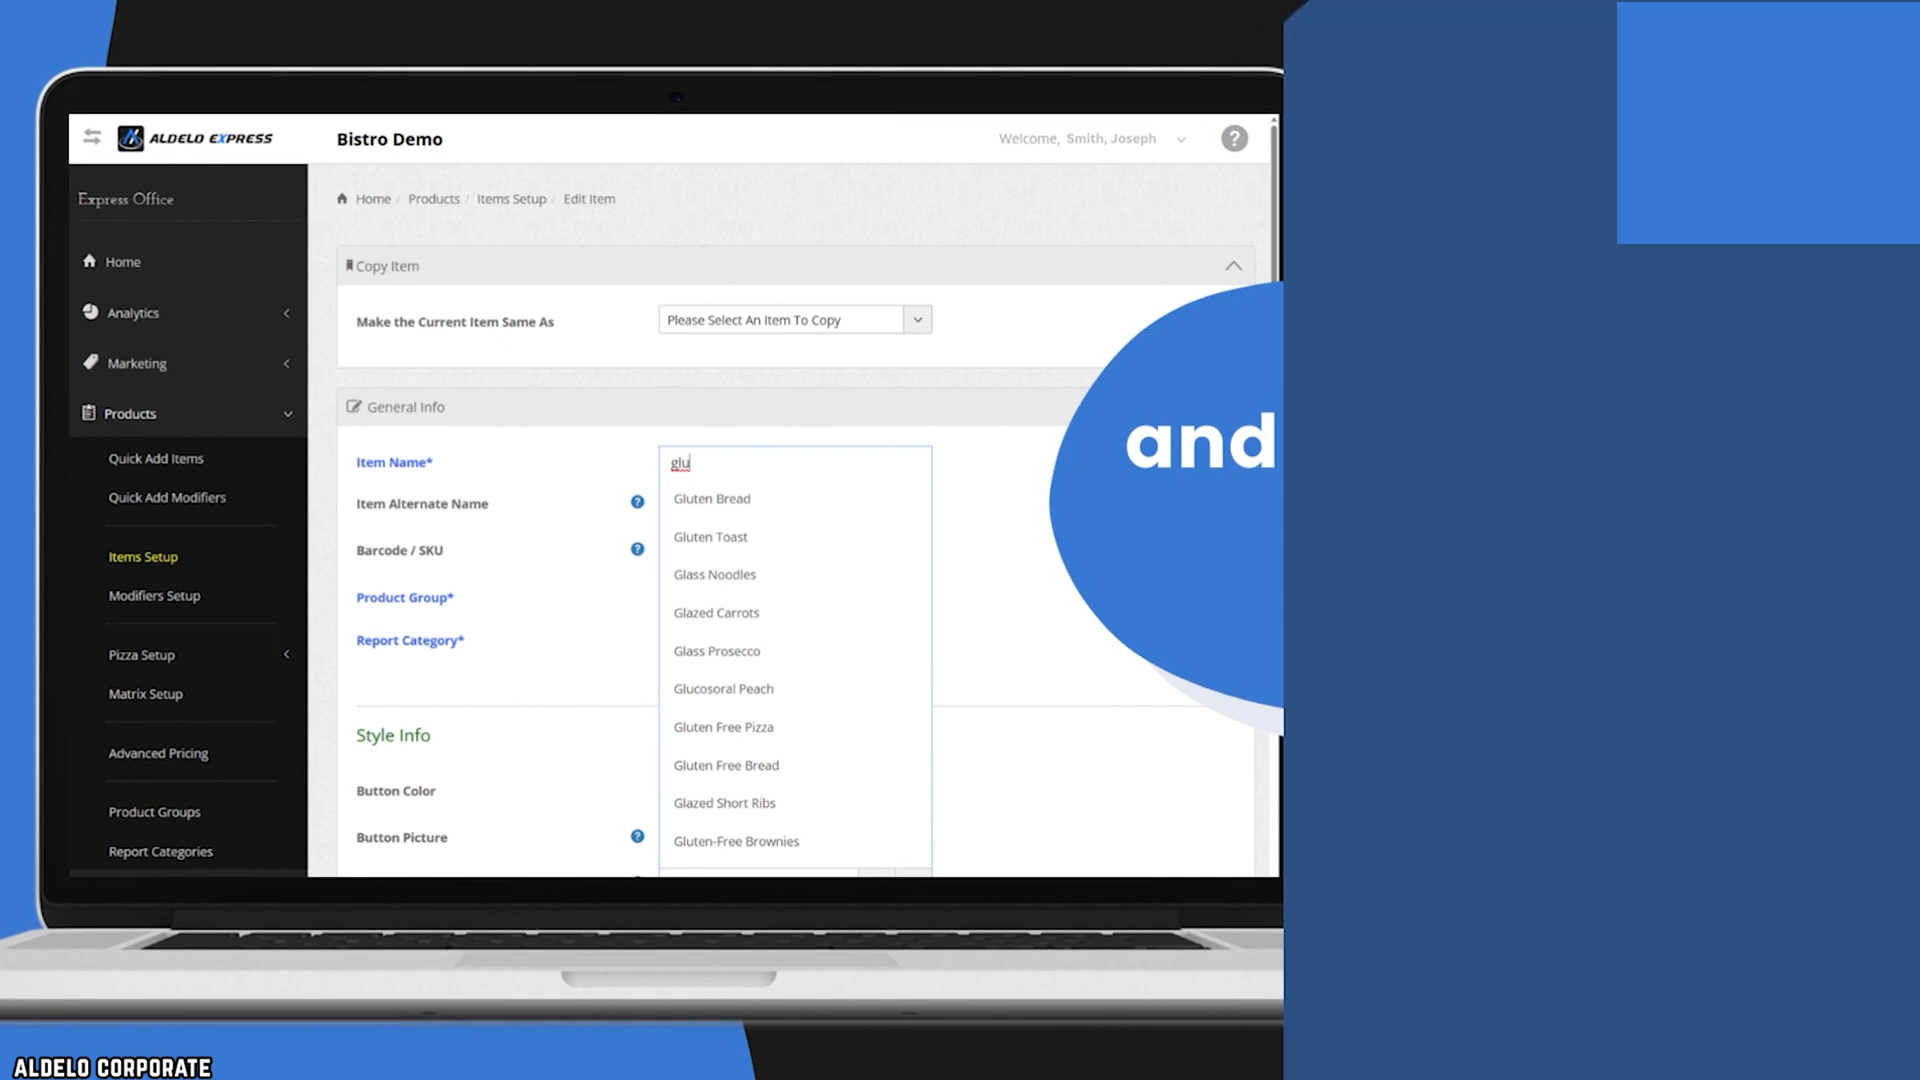 ALDELO EXPRESS
Bistro Demo
Welcome, Smith, Joseph
?
Express Office
Home / Products / Items Setup / Edit Item
Home
Copy Item
Analytics
Make the Current Item Same As
Please Select An Item To Copy
Marketing
Products
General Info
and
Quick Add Items
Item Name*
glu
Quick Add Modifiers
Item Alternate Name
?
Gluten Bread
Gluten Toast
Items Setup
Barcode / SKU
?
Glass Noodles
Modifiers Setup
Product Group*
Glazed Carrots
Report Category*
Glass Prosecco
Pizza Setup
Matrix Setup
Glucosoral Peach
Style Info
Gluten Free Pizza
Advanced Pricing
Gluten Free Bread
Button Color
Glazed Short Ribs
Product Groups
Button Picture
?
Gluten-Free Brownies
Report Categories
ALDELO CORPORATE